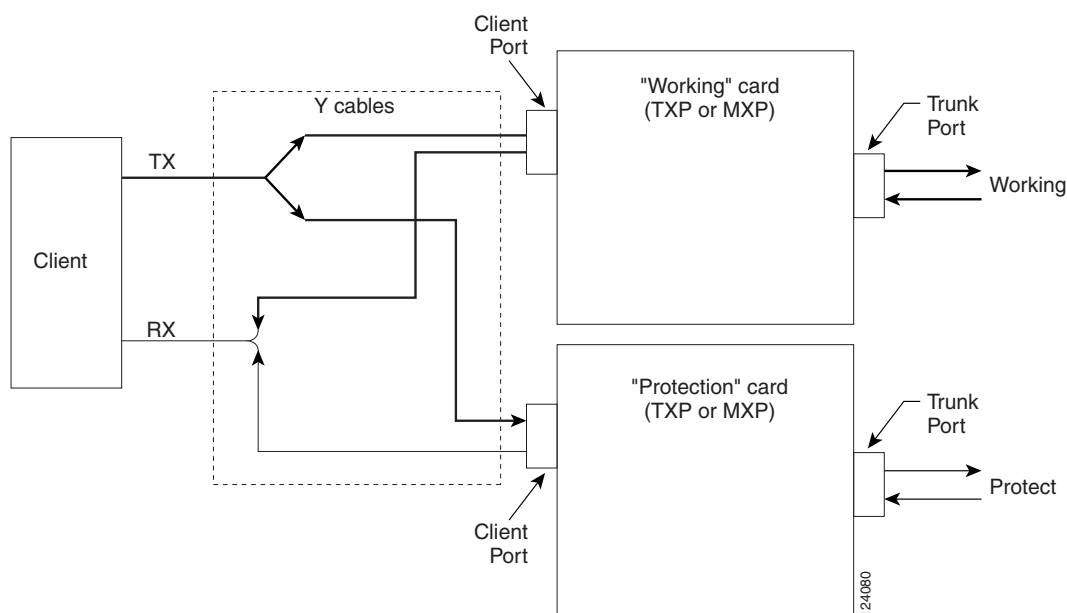 Client
Port
"Working" card
(TXP or MXP)
Trunk
Port
Y cables
TX
Working
Client
RX
"Protection" card
(TXP or MXP)
Trunk
Port
Protect
Client
Port
124080